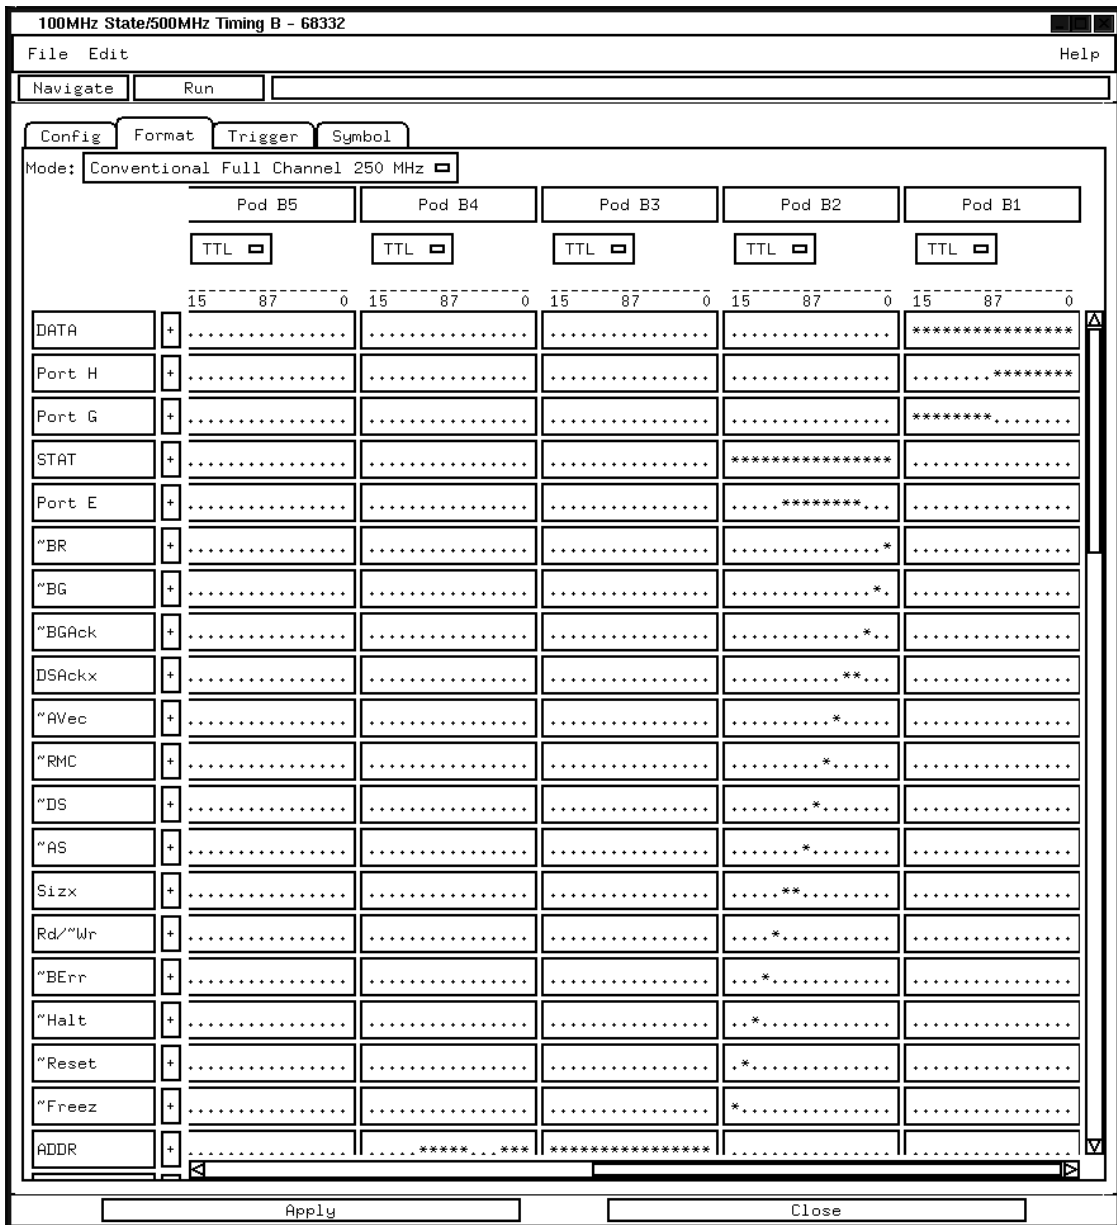 100MHz State/500MHz Timing B - 68332
File Edit Help
Navigate Run
Config Format Trigger Symbol
Mode: Conventional Full Channel 250 MHz
Pod B5 Pod B4 Pod B3 Pod B2 Pod B1
TTL TTL TTL TTL TTL
15 87 0 15 87 0 15 87 0 15 87 0 15 87 0
DATA + ................ ................ ................ ................ ****************
Port H + ................ ................ ................ ................ ........********
Port G + ................ ................ ................ ................ ********........
STAT + ................ ................ ................ **************** ................
Port E + ................ ................ ................ .....********... ................
~BR + ................ ................ ................ ...............* ................
~BG + ................ ................ ................ ..............*. ................
~BGAck + ................ ................ ................ .............*.. ................
DSAckx + ................ ................ ................ ...........**... ................
~AVec + ................ ................ ................ ..........*..... ................
~RMC + ................ ................ ................ .........*...... ................
~DS + ................ ................ ................ ........*....... ................
~AS + ................ ................ ................ .......*........ ................
Sizx + ................ ................ ................ .....**......... ................
Rd/~Wr + ................ ................ ................ ....*........... ................
~BErr + ................ ................ ................ ...*............ ................
~Halt + ................ ................ ................ ..*............. ................
~Reset + ................ ................ ................ .*.............. ................
~Freez + ................ ................ ................ *............... ................
ADDR + ................ .....*****...*** **************** ................ ................
Apply Close